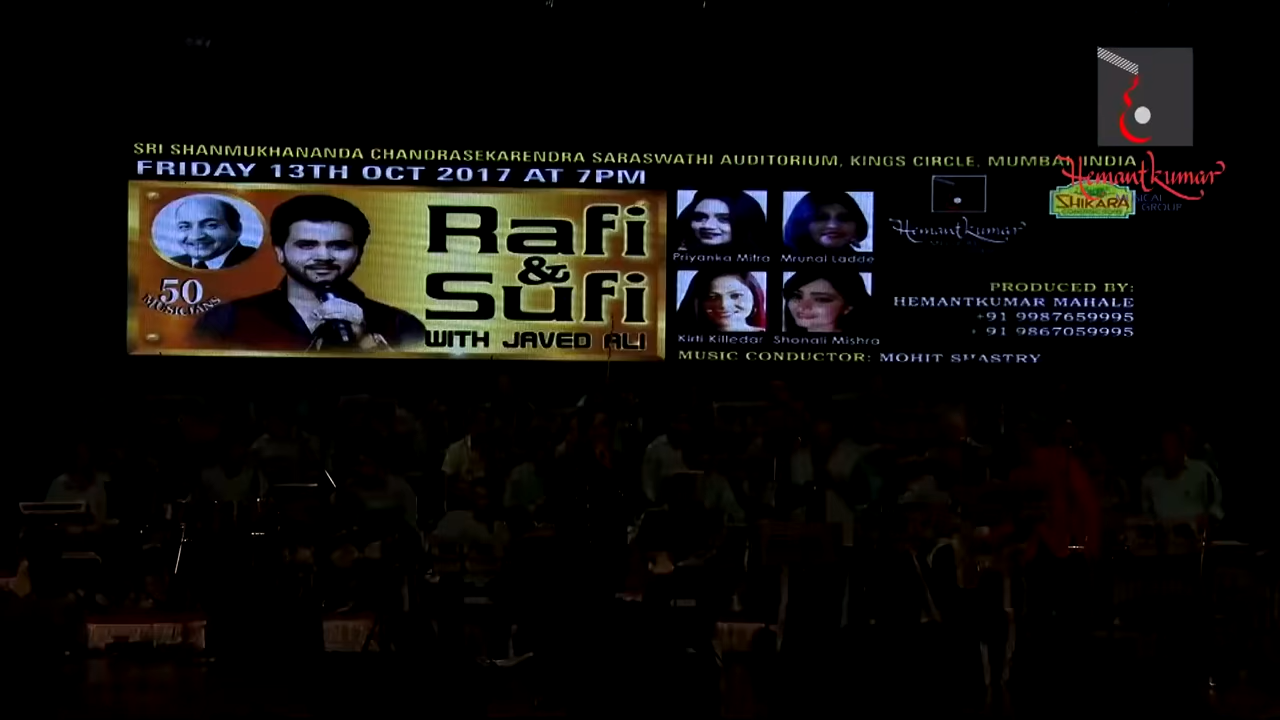 SRI SHANMUKHANANDA CHANDRASEKARENDRA SARASWATHI AUDITORIUM, KINGS CIRCLE, MUMBAI, INDIA
FRIDAY 13TH OCT 2017 AT 7PM
Hemantkumar
Rafi
&
Sufi
WITH JAVED ALI
50
MUSICIANS
Priyanka Mitra
Mrunal Ladde
Kirti Killedar
Shonali Mishra
Hemantkumar
SHIKARA
GROUP
PRODUCED BY:
HEMANTKUMAR MAHALE
+91 9987659995
+ 91 9867059995
MUSIC CONDUCTOR: MOHIT SHASTRY